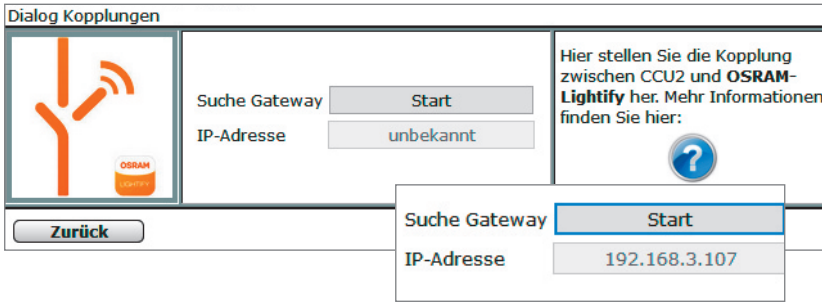 Dialog Kopplungen
Suche Gateway Start
IP-Adresse unbekannt
OSRAM
LIGHTIFY
Hier stellen Sie die Kopplung
zwischen CCU2 und OSRAM-
Lightify her. Mehr Informationen
finden Sie hier:
?
Zurück
Suche Gateway Start
IP-Adresse 192.168.3.107